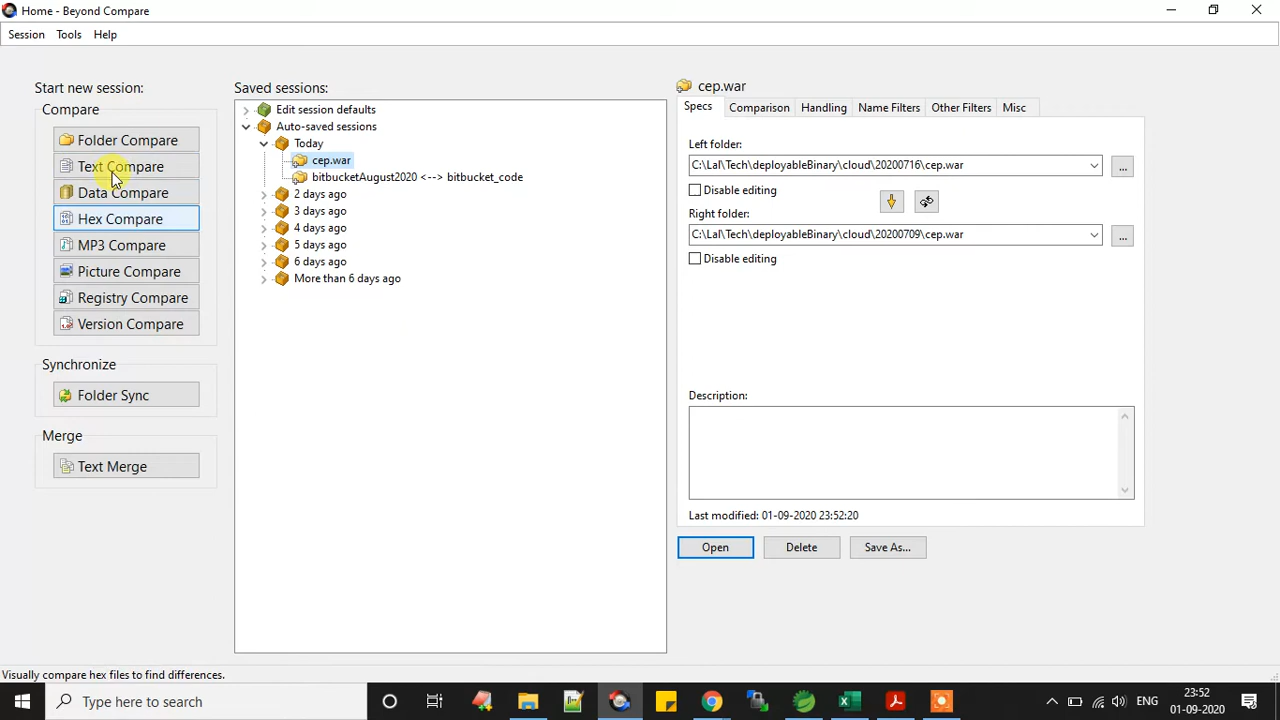 Home - Beyond Compare
Session Tools Help
Start new session:
Compare
Folder Compare
Text Compare
Data Compare
Hex Compare
MP3 Compare
Picture Compare
Registry Compare
Version Compare
Synchronize
Folder Sync
Merge
Text Merge
Saved sessions:
Edit session defaults
Auto-saved sessions
Today
cep.war
bitbucketAugust2020 <--> bitbucket_code
2 days ago
3 days ago
4 days ago
5 days ago
6 days ago
More than 6 days ago
cep.war
Specs Comparison Handling Name Filters Other Filters Misc
Left folder:
C:\Lal\Tech\deployableBinary\cloud\20200716\cep.war
...
Disable editing
Right folder:
C:\Lal\Tech\deployableBinary\cloud\20200709\cep.war
...
Disable editing
Description:
Last modified: 01-09-2020 23:52:20
Open Delete Save As...
Visually compare hex files to find differences.
Type here to search
ENG
23:52
01-09-2020